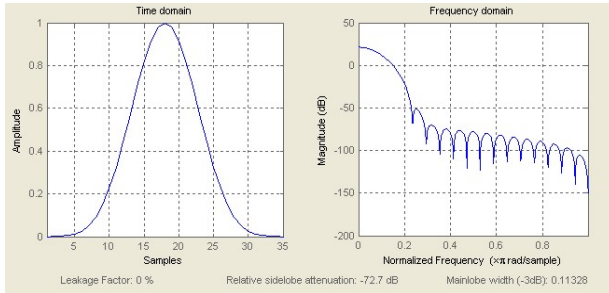 Time domain
1
0.8
0.6
0.4
0.2
0
Amplitude
5 10 15 20 25 30 35
Samples
Frequency domain
50
0
-50
-100
-150
-200
Magnitude (dB)
0 0.2 0.4 0.6 0.8
Normalized Frequency (×π rad/sample)
Leakage Factor: 0 %
Relative sidelobe attenuation: -72.7 dB
Mainlobe width (-3dB): 0.11328